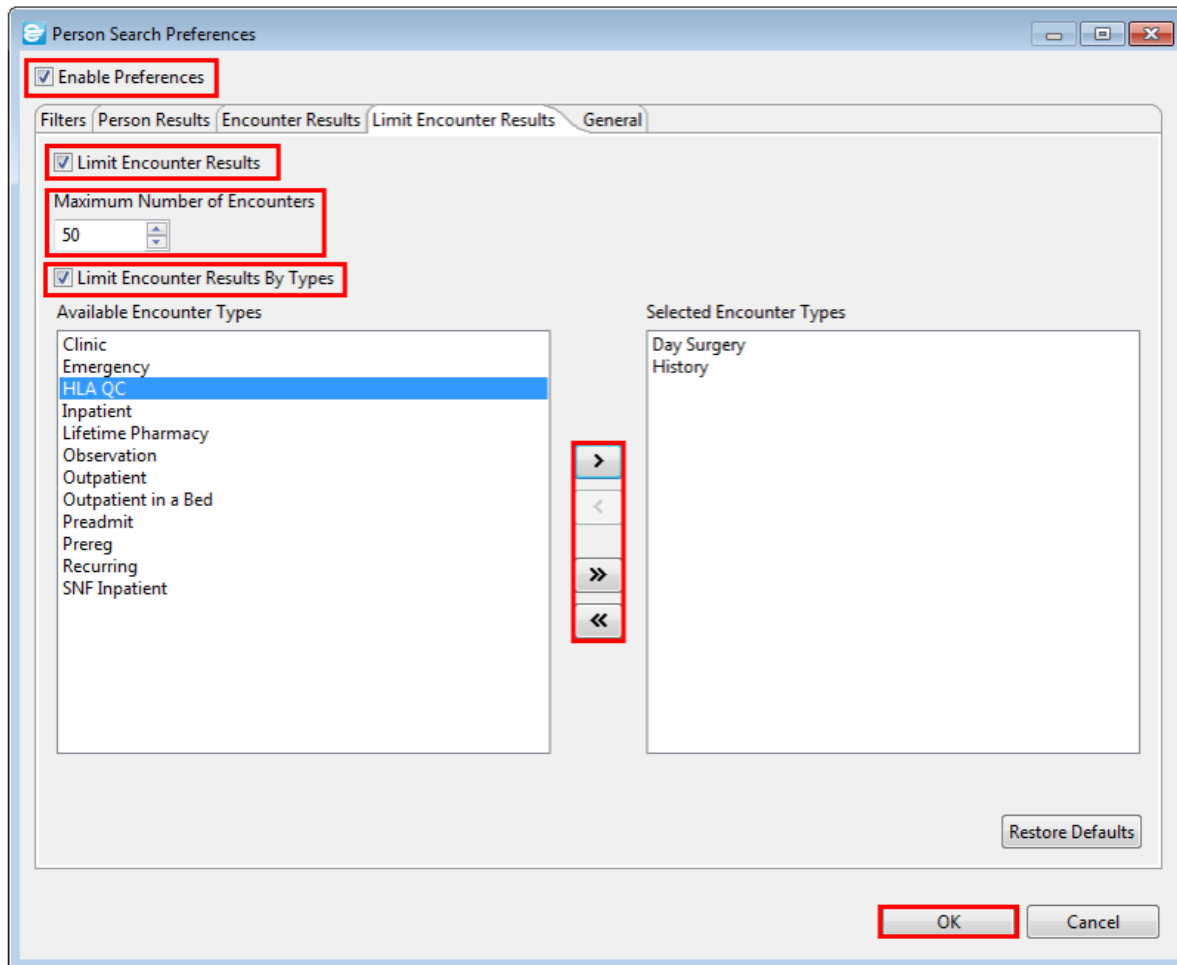 Person Search Preferences
Enable Preferences
Filters Person Results Encounter Results Limit Encounter Results General
Limit Encounter Results
Maximum Number of Encounters
50
Limit Encounter Results By Types
Available Encounter Types
Clinic
Emergency
HLA QC
Inpatient
Lifetime Pharmacy
Observation
Outpatient
Outpatient in a Bed
Preadmit
Prereg
Recurring
SNF Inpatient
>
<
»
«
Selected Encounter Types
Day Surgery
History
Restore Defaults
OK Cancel